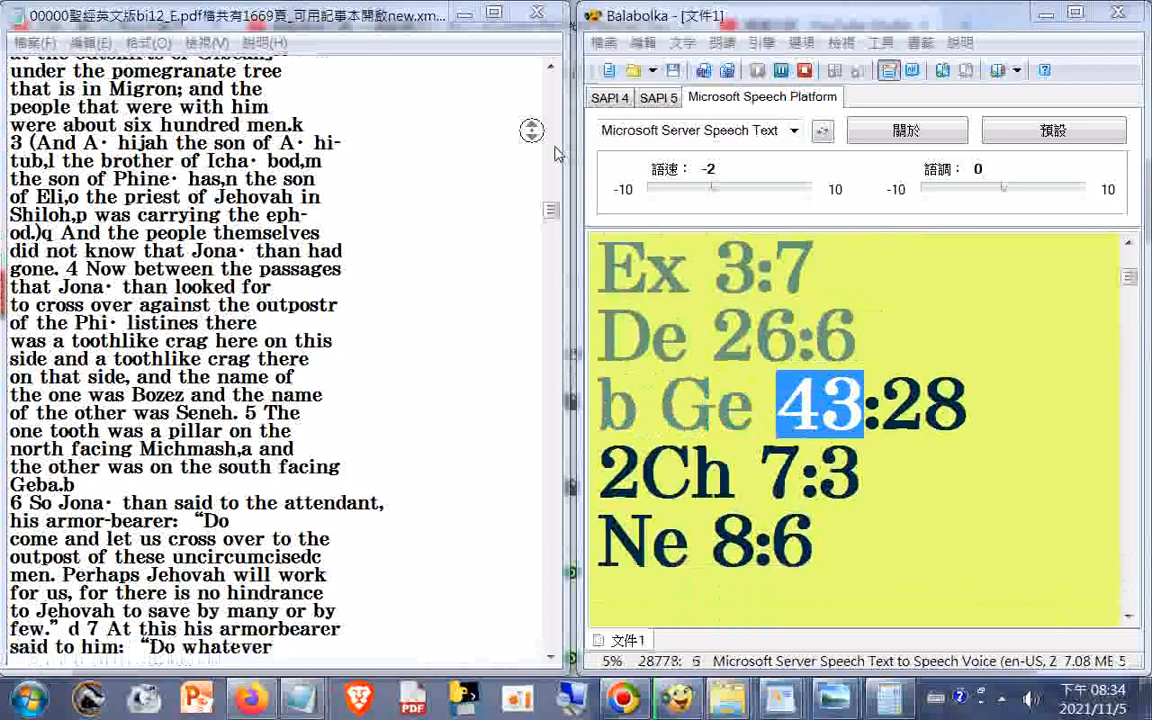 00000聖經英文版bi12_E.pdf檔共有1669頁_可用記事本開啟new.xm...
檔案(F) 編輯(E) 格式(O) 檢視(V) 說明(H)
under the pomegranate tree
that is in Migron; and the
people that were with him
were about six hundred men.k
3 (And A· hijah the son of A· hi-
tub,l the brother of Icha· bod,m
the son of Phine· has,n the son
of Eli,o the priest of Jehovah in
Shiloh,p was carrying the eph-
od.)q And the people themselves
did not know that Jona· than had
gone. 4 Now between the passages
that Jona· than looked for
to cross over against the outpostr
of the Phi· listines there
was a toothlike crag here on this
side and a toothlike crag there
on that side, and the name of
the one was Bozez and the name
of the other was Seneh. 5 The
one tooth was a pillar on the
north facing Michmash,a and
the other was on the south facing
Geba.b
6 So Jona· than said to the attendant,
his armor-bearer: “Do
come and let us cross over to the
outpost of these uncircumcisedc
men. Perhaps Jehovah will work
for us, for there is no hindrance
to Jehovah to save by many or by
few.” d 7 At this his armorbearer
said to him: “Do whatever
Balabolka - [文件1]
檔案 編輯 文字 朗讀 引擎 選項 檢視 工具 書籤 說明
SAPI 4 SAPI 5 Microsoft Speech Platform
Microsoft Server Speech Text 關於 預設
語速： -2 語調： 0
-10 10 -10 10
Ex 3:7
De 26:6
b Ge 43:28
2Ch 7:3
Ne 8:6
文件1
5% 28778: 6 Microsoft Server Speech Text to Speech Voice (en-US, 2 7.08 MB 5
PDF
下午 08:34
2021/11/5